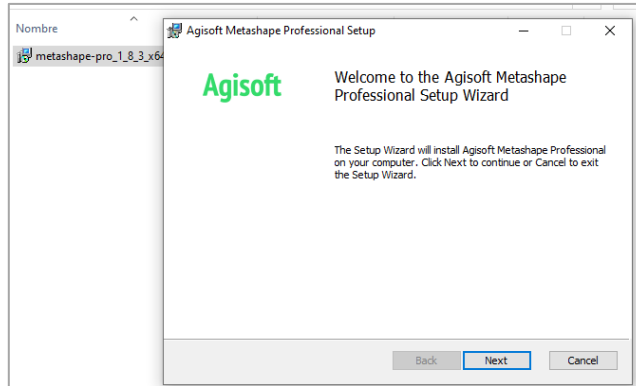 Nombre
metashape-pro_1_8_3_x64
Agisoft Metashape Professional Setup
Agisoft
Welcome to the Agisoft Metashape
Professional Setup Wizard
The Setup Wizard will install Agisoft Metashape Professional
on your computer. Click Next to continue or Cancel to exit
the Setup Wizard.
Back
Next
Cancel